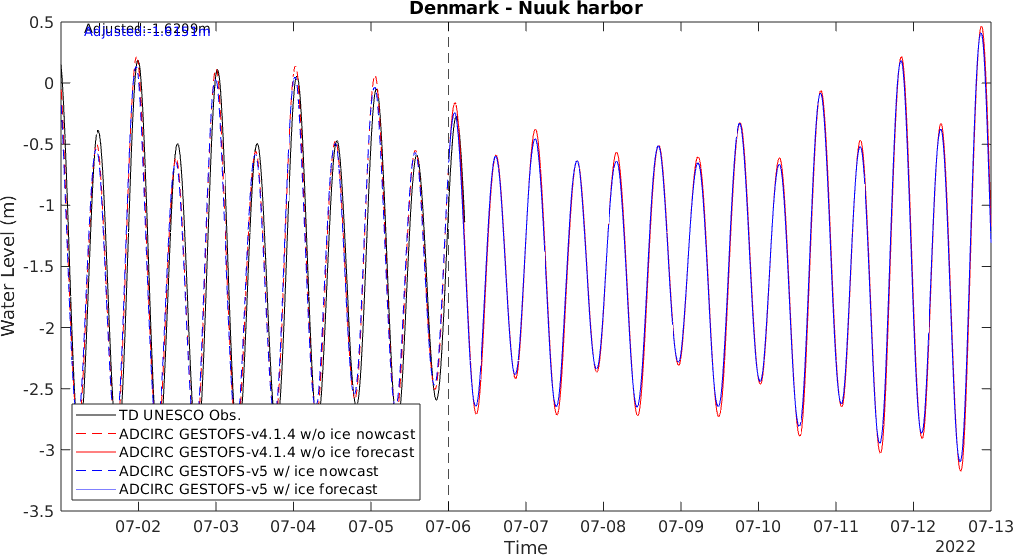 Denmark - Nuuk harbor
Adjusted:-1.6209m
Adjusted:-1.6151m
0.5
0
-0.5
-1
-1.5
-2
-2.5
-3
-3.5
Water Level (m)
TD UNESCO Obs.
ADCIRC GESTOFS-v4.1.4 w/o ice nowcast
ADCIRC GESTOFS-v4.1.4 w/o ice forecast
ADCIRC GESTOFS-v5 w/ ice nowcast
ADCIRC GESTOFS-v5 w/ ice forecast
07-02 07-03 07-04 07-05 07-06 07-07 07-08 07-09 07-10 07-11 07-12 07-13
Time
2022